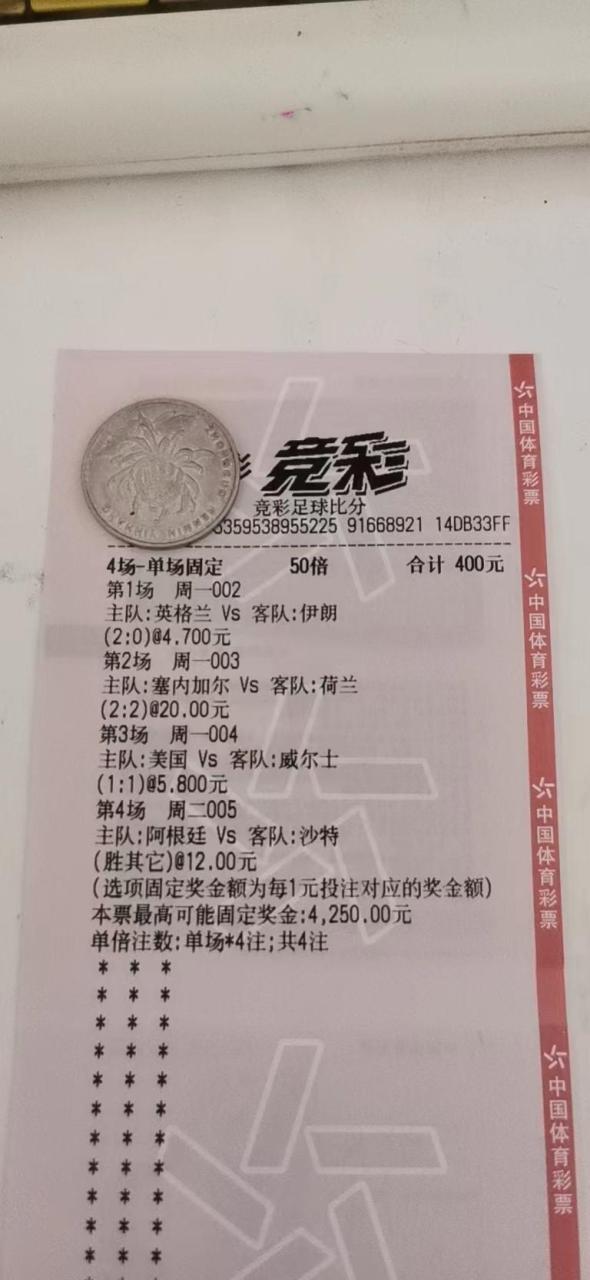 竞彩
竞彩足球比分
359538955225 91668921 14DB33FF
4场-单场固定 50倍 合计 400元
第1场 周一002
主队:英格兰 Vs 客队:伊朗
(2:0)@4.700元
第2场 周一003
主队:塞内加尔 Vs 客队:荷兰
(2:2)@20.00元
第3场 周一004
主队:美国 Vs 客队:威尔士
(1:1)@5.800元
第4场 周二005
主队:阿根廷 Vs 客队:沙特
(胜其它)@12.00元
(选项固定奖金额为每1元投注对应的奖金额)
本票最高可能固定奖金:4,250.00元
单倍注数:单场*4注;共4注
* * *
* * *
* * *
* * *
* * *
* * *
* * *
* * *
* * *
* * *
* * *
中国体育彩票
中国体育彩票
中国体育彩票
中国体育彩票